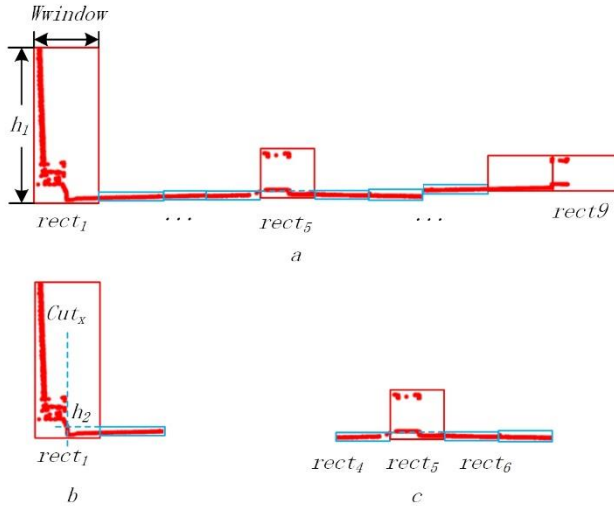 Wwindow
h1
rect1 ... rect5 ... rect9
a
Cutx
h2
rect1
b
rect4 rect5 rect6
c